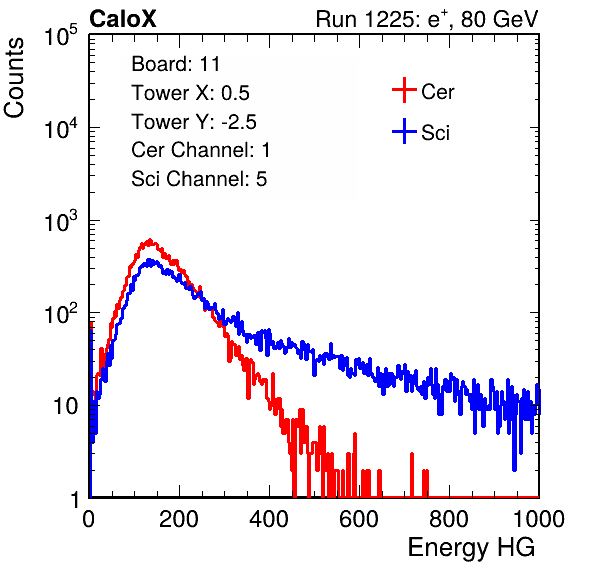 CaloX Run 1225: e⁺, 80 GeV
Counts
10⁵
10⁴
10³
10²
10
1
Board: 11
Tower X: 0.5
Tower Y: -2.5
Cer Channel: 1
Sci Channel: 5
Cer
Sci
0 200 400 600 800 1000
Energy HG